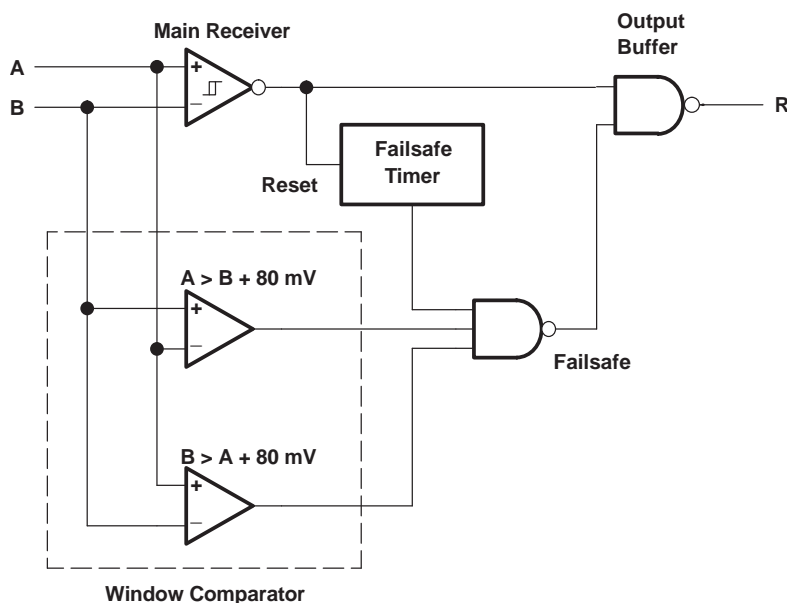 Output
Buffer
Main Receiver
A
B
+
_
R
Failsafe
Timer
Reset
A > B + 80 mV
+
_
Failsafe
B > A + 80 mV
+
_
Window Comparator